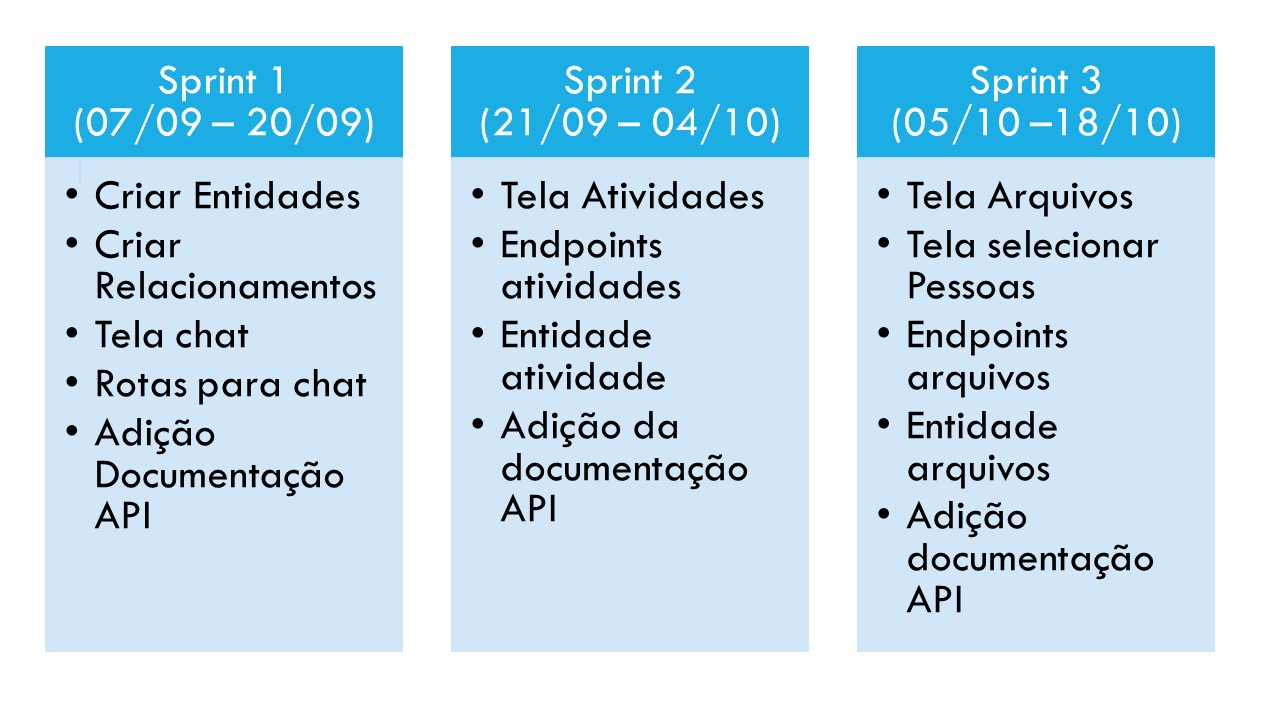 Sprint 1
(07/09 – 20/09)
• Criar Entidades
• Criar
Relacionamentos
• Tela chat
• Rotas para chat
• Adição
Documentação
API
Sprint 2
(21/09 – 04/10)
• Tela Atividades
• Endpoints
atividades
• Entidade
atividade
• Adição da
documentação
API
Sprint 3
(05/10 –18/10)
• Tela Arquivos
• Tela selecionar
Pessoas
• Endpoints
arquivos
• Entidade
arquivos
• Adição
documentação
API